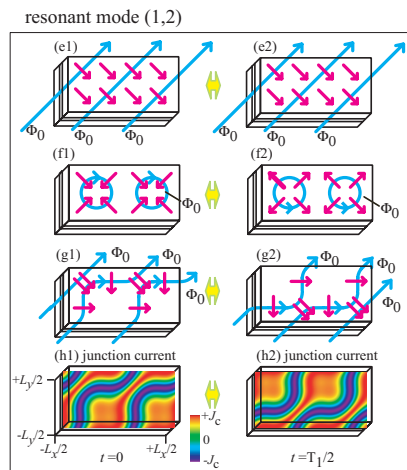 resonant mode (1,2)
(e1) (e2)
Φ0 Φ0 Φ0 Φ0 Φ0 Φ0
(f1) (f2)
Φ0 Φ0
(g1) Φ0 Φ0 (g2) Φ0 Φ0
Φ0 Φ0
(h1) junction current (h2) junction current
+Ly/2
+Jc
0
-Ly/2
-Lx/2 +Lx/2 -Jc
t=0 t=T1/2